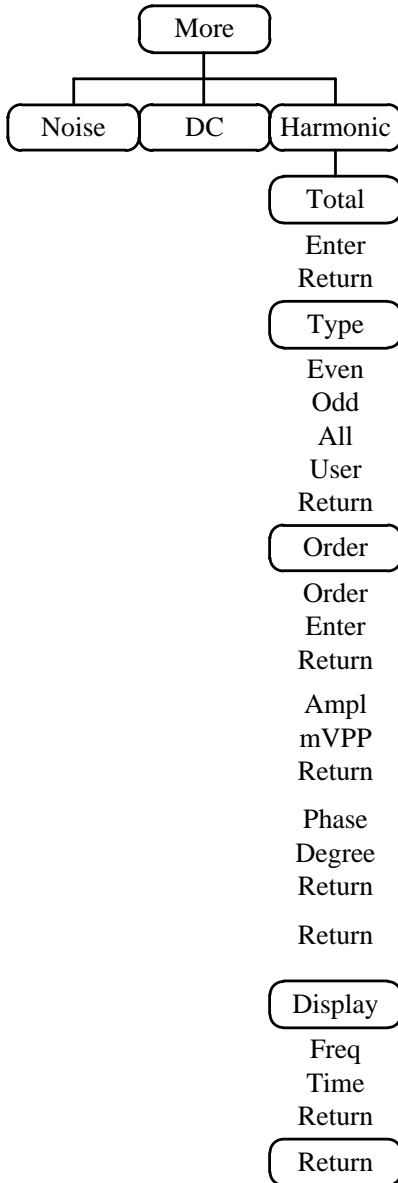 More
Noise DC Harmonic
Total
Enter
Return
Type
Even
Odd
All
User
Return
Order
Order
Enter
Return
Ampl
mVPP
Return
Phase
Degree
Return
Return
Display
Freq
Time
Return
Return